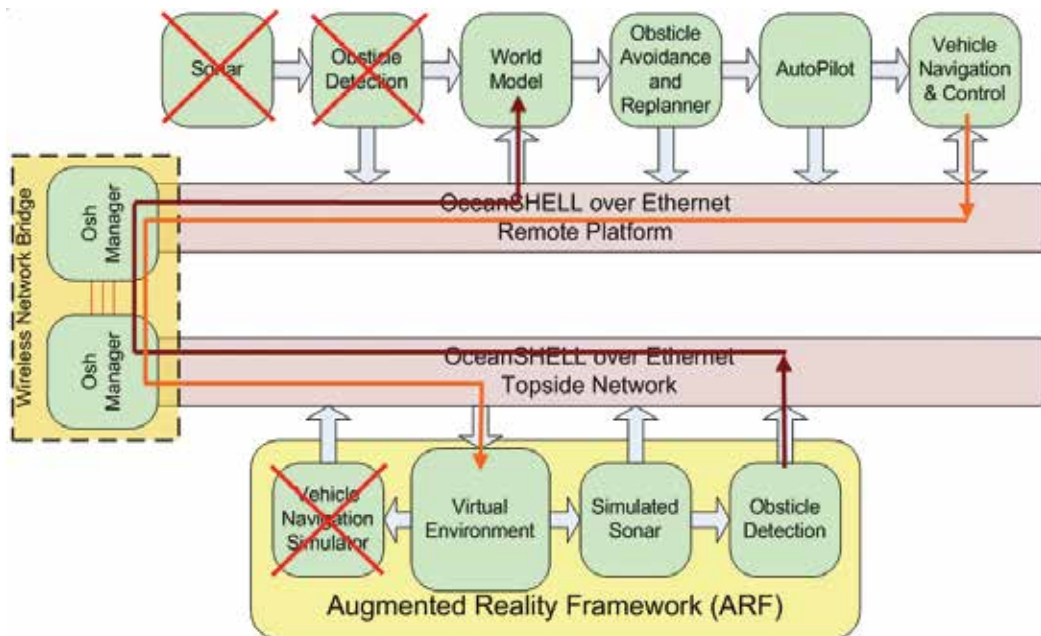 Sonar
Obsticle
Detection
World
Model
Obsticle
Avoidance
and
Replanner
AutoPilot
Vehicle
Navigation
& Control
Wireless Network Bridge
Osh
Manager
OceanSHELL over Ethernet
Remote Platform
Osh
Manager
OceanSHELL over Ethernet
Topside Network
Vehicle
Navigation
Simulator
Virtual
Environment
Simulated
Sonar
Obsticle
Detection
Augmented Reality Framework (ARF)